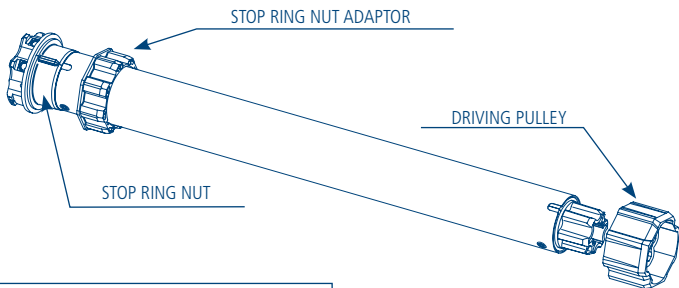 STOP RING NUT ADAPTOR
DRIVING PULLEY
STOP RING NUT